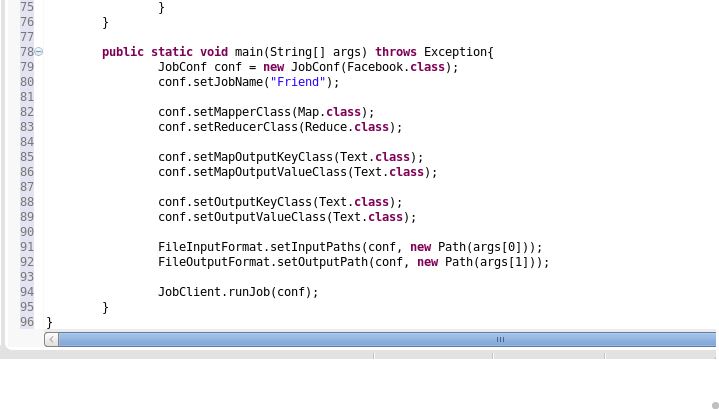 75 }
76 }
77
78 public static void main(String[] args) throws Exception{
79 JobConf conf = new JobConf(Facebook.class);
80 conf.setJobName("Friend");
81
82 conf.setMapperClass(Map.class);
83 conf.setReducerClass(Reduce.class);
84
85 conf.setMapOutputKeyClass(Text.class);
86 conf.setMapOutputValueClass(Text.class);
87
88 conf.setOutputKeyClass(Text.class);
89 conf.setOutputValueClass(Text.class);
90
91 FileInputFormat.setInputPaths(conf, new Path(args[0]));
92 FileOutputFormat.setOutputPath(conf, new Path(args[1]));
93
94 JobClient.runJob(conf);
95 }
96 }